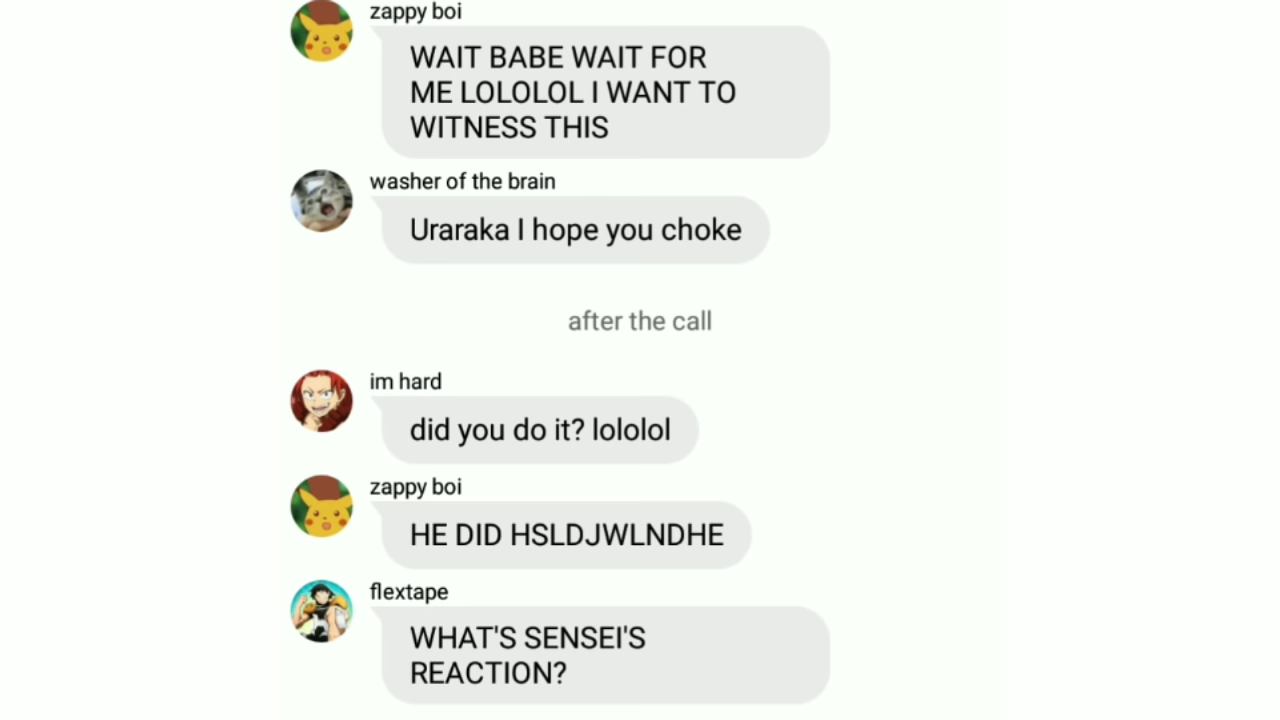 zappy boi
WAIT BABE WAIT FOR
ME LOLOLOL I WANT TO
WITNESS THIS
washer of the brain
Uraraka I hope you choke
after the call
im hard
did you do it? lololol
zappy boi
HE DID HSLDJWLNDHE
flextape
WHAT'S SENSEI'S
REACTION?